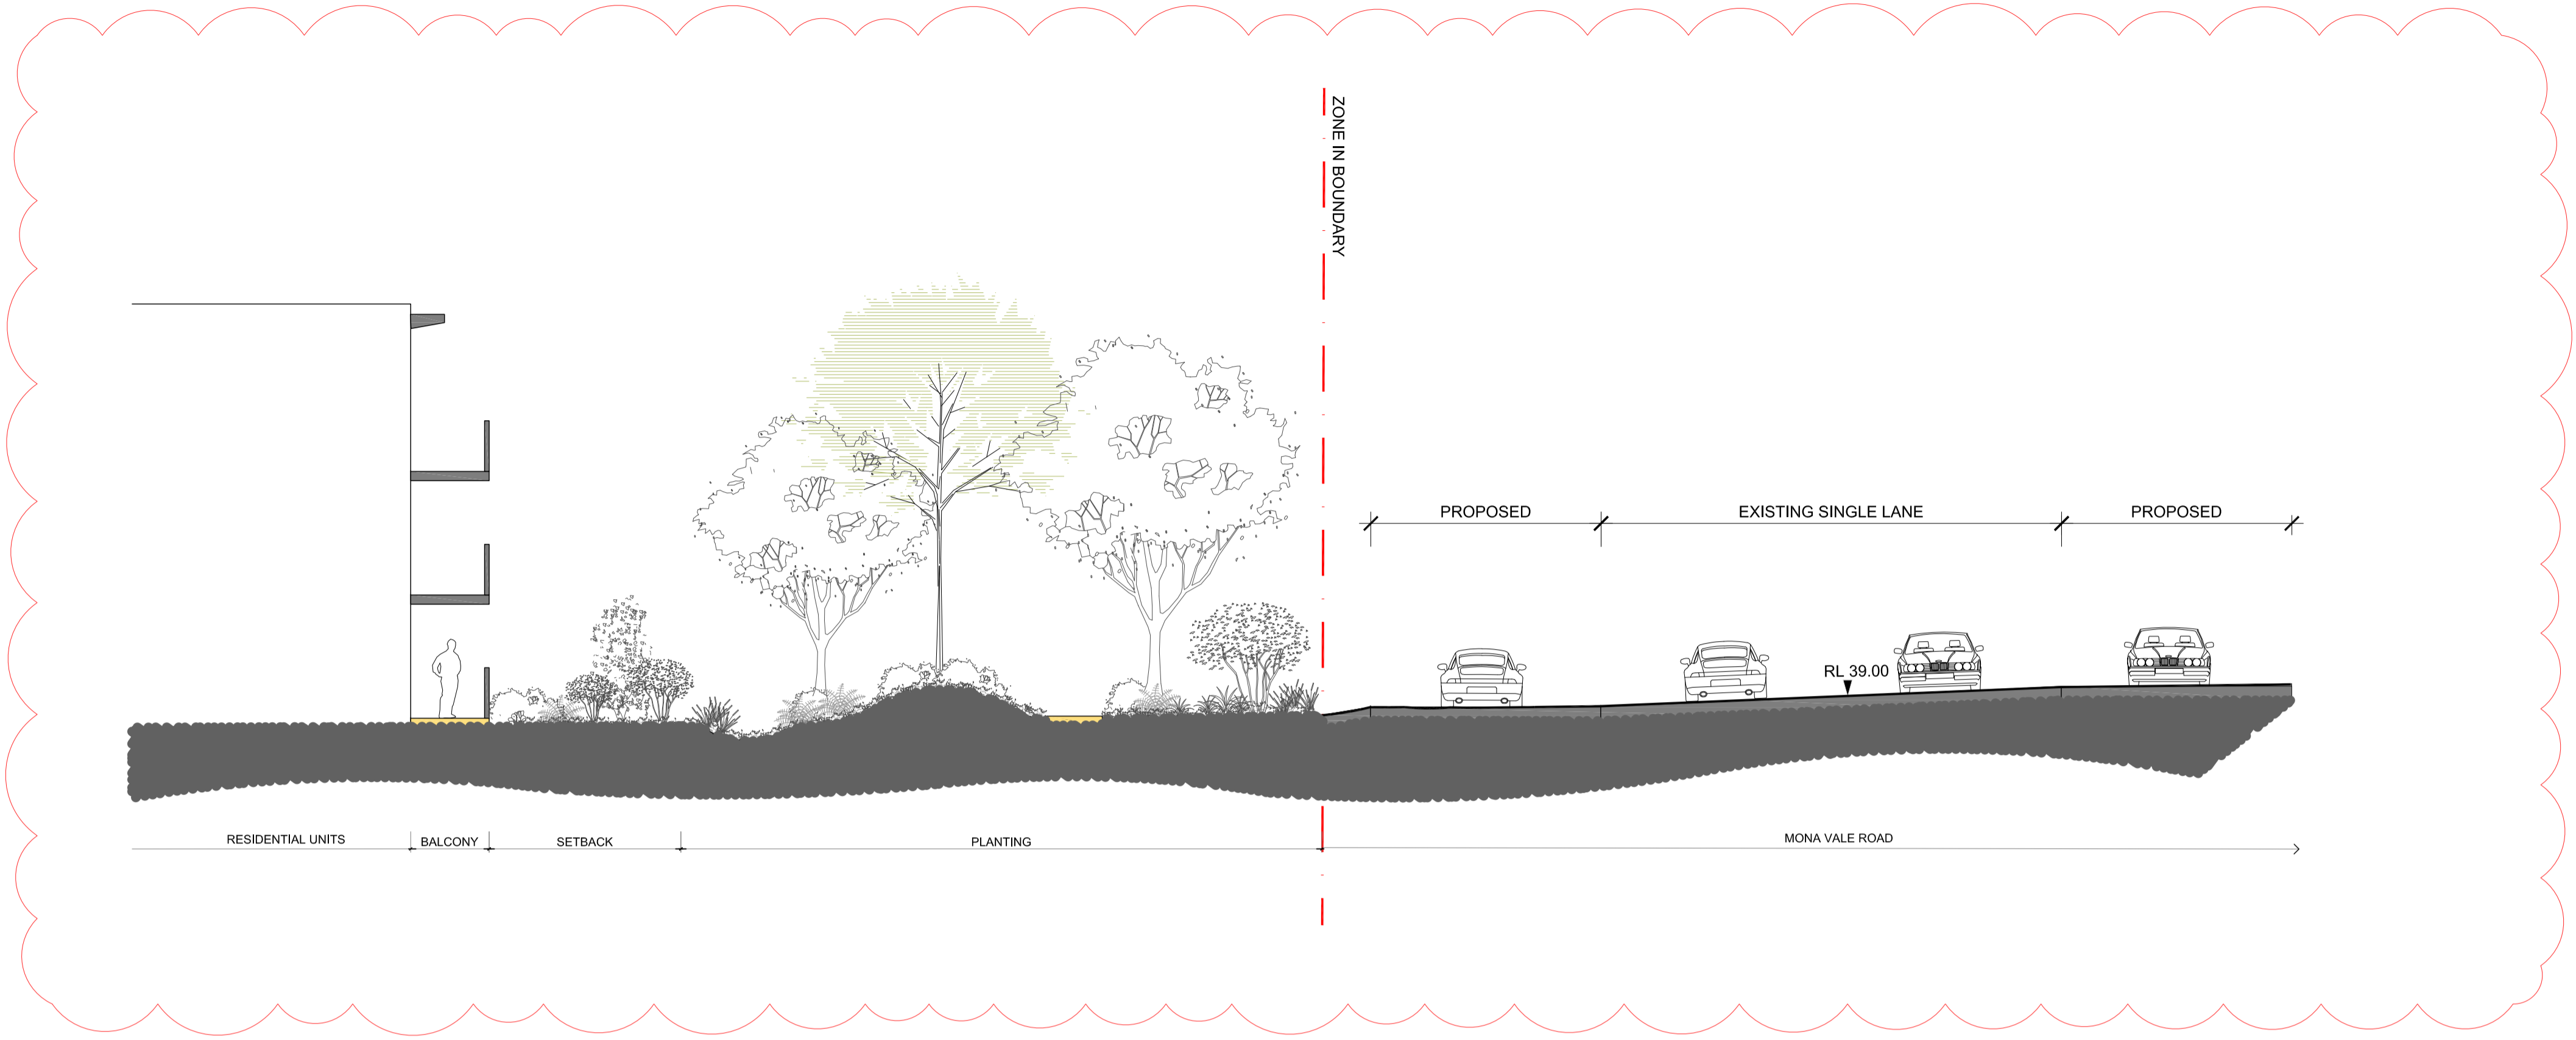 ZONE IN BOUNDARY
PROPOSED
EXISTING SINGLE LANE
PROPOSED
RL 39.00
RESIDENTIAL UNITS
BALCONY
SETBACK
PLANTING
MONA VALE ROAD